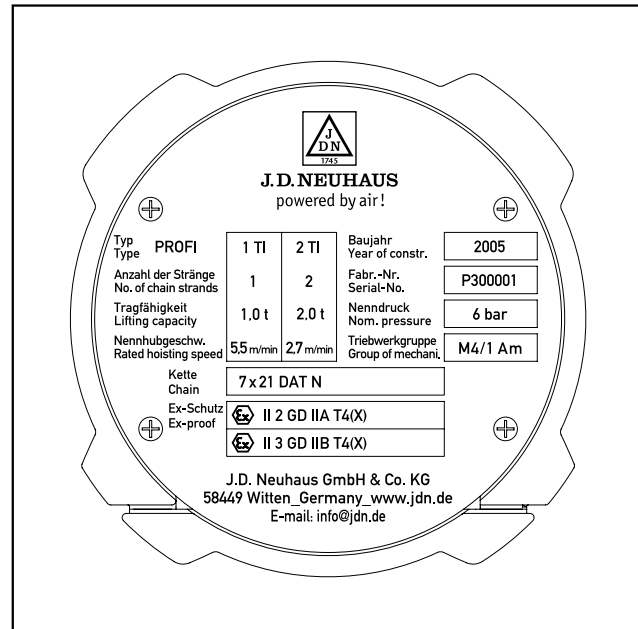 J
DN
1745
J.D. NEUHAUS
powered by air!
Typ
Type PROFI 1 TI 2 TI
Baujahr
Year of constr. 2005
Anzahl der Stränge
No. of chain strands 1 2
Fabr.-Nr.
Serial-No. P300001
Tragfähigkeit
Lifting capacity 1,0 t 2,0 t
Nenndruck
Nom. pressure 6 bar
Nennhubgeschw.
Rated hoisting speed 5,5 m/min 2,7 m/min
Triebwerkgruppe
Group of mechani. M4/1 Am
Kette
Chain 7 x 21 DAT N
Ex-Schutz
Ex-proof
Ex II 2 GD IIA T4(X)
Ex II 3 GD IIB T4(X)
J.D. Neuhaus GmbH & Co. KG
58449 Witten_Germany_www.jdn.de
E-mail: info@jdn.de